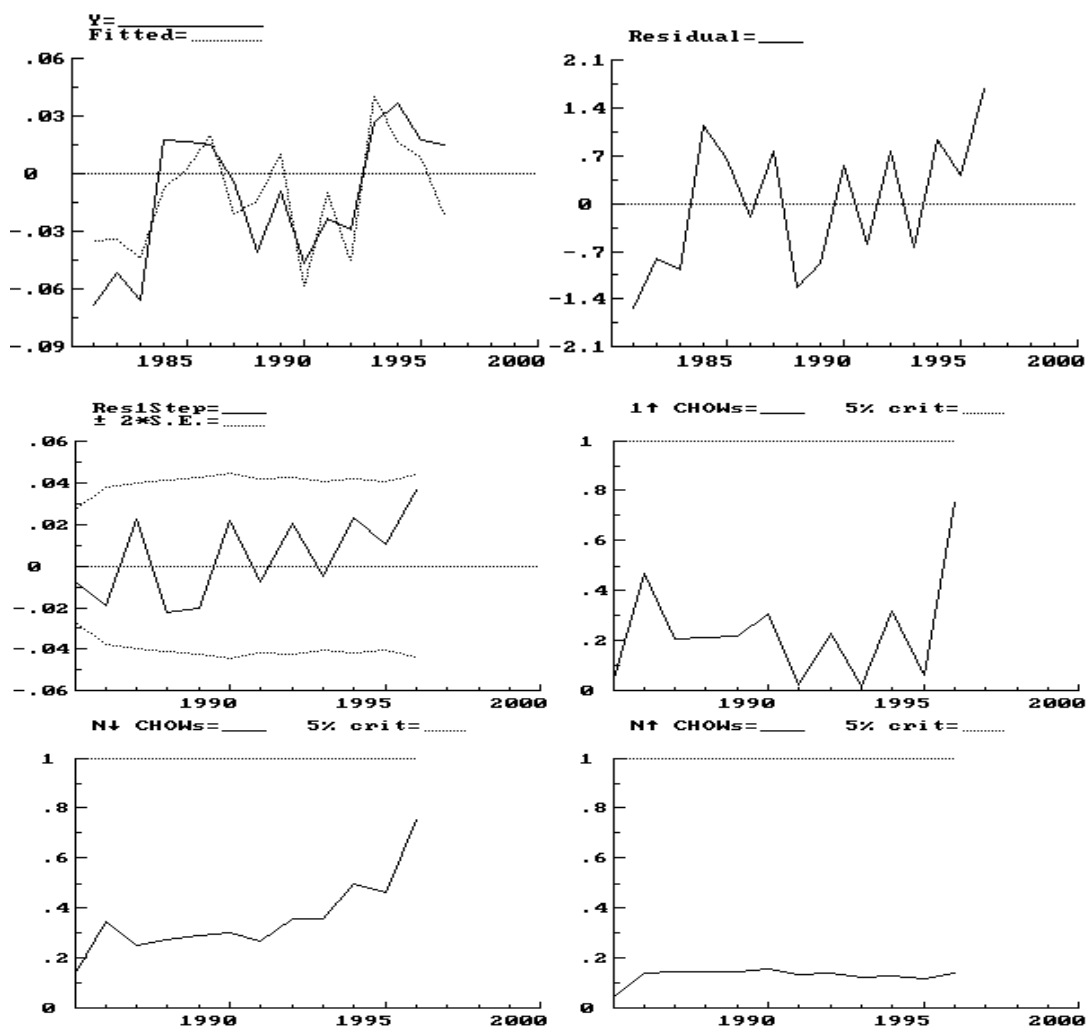 Y=
Fitted=
.06
.03
0
-.03
-.06
-.09
1985 1990 1995 2000
Residual=
2.1
1.4
.7
0
-.7
-1.4
-2.1
1985 1990 1995 2000
Res1Step=
± 2*S.E.=
.06
.04
.02
0
-.02
-.04
-.06
1990 1995 2000
1↑ CHOWs= 5% crit=
1
.8
.6
.4
.2
0
1990 1995 2000
N↓ CHOWs= 5% crit=
1
.8
.6
.4
.2
0
1990 1995 2000
N↑ CHOWs= 5% crit=
1
.8
.6
.4
.2
0
1990 1995 2000